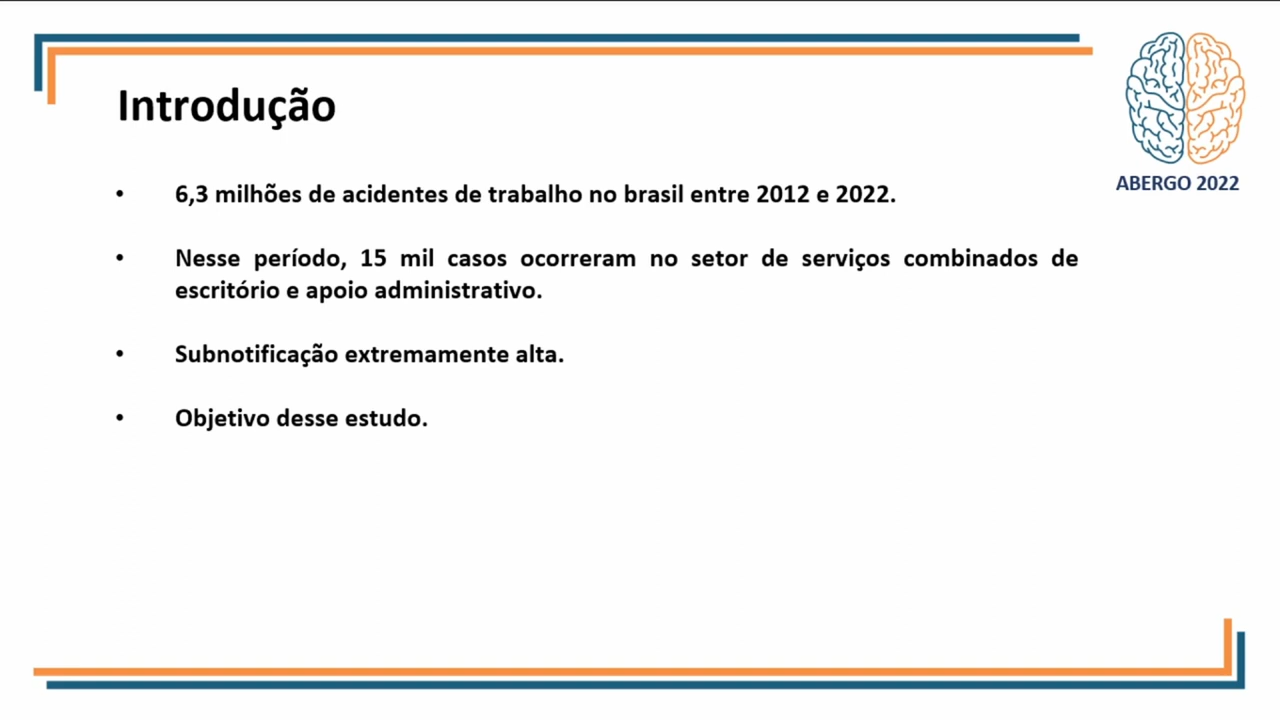 Introdução
ABERGO 2022
• 6,3 milhões de acidentes de trabalho no brasil entre 2012 e 2022.
• Nesse período, 15 mil casos ocorreram no setor de serviços combinados de
escritório e apoio administrativo.
• Subnotificação extremamente alta.
• Objetivo desse estudo.